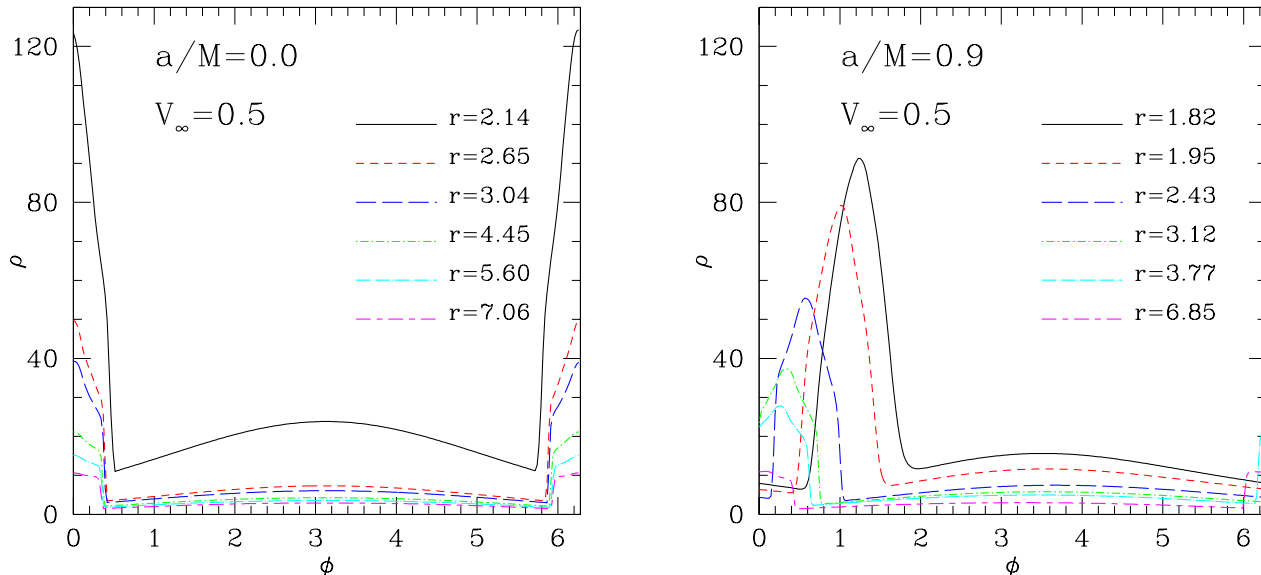 a/M=0.0
V∞=0.5
r=2.14
r=2.65
r=3.04
r=4.45
r=5.60
r=7.06
120
80
40
0
ρ
0 1 2 3 4 5 6
ϕ
a/M=0.9
V∞=0.5
r=1.82
r=1.95
r=2.43
r=3.12
r=3.77
r=6.85
120
80
40
0
ρ
0 1 2 3 4 5 6
ϕ